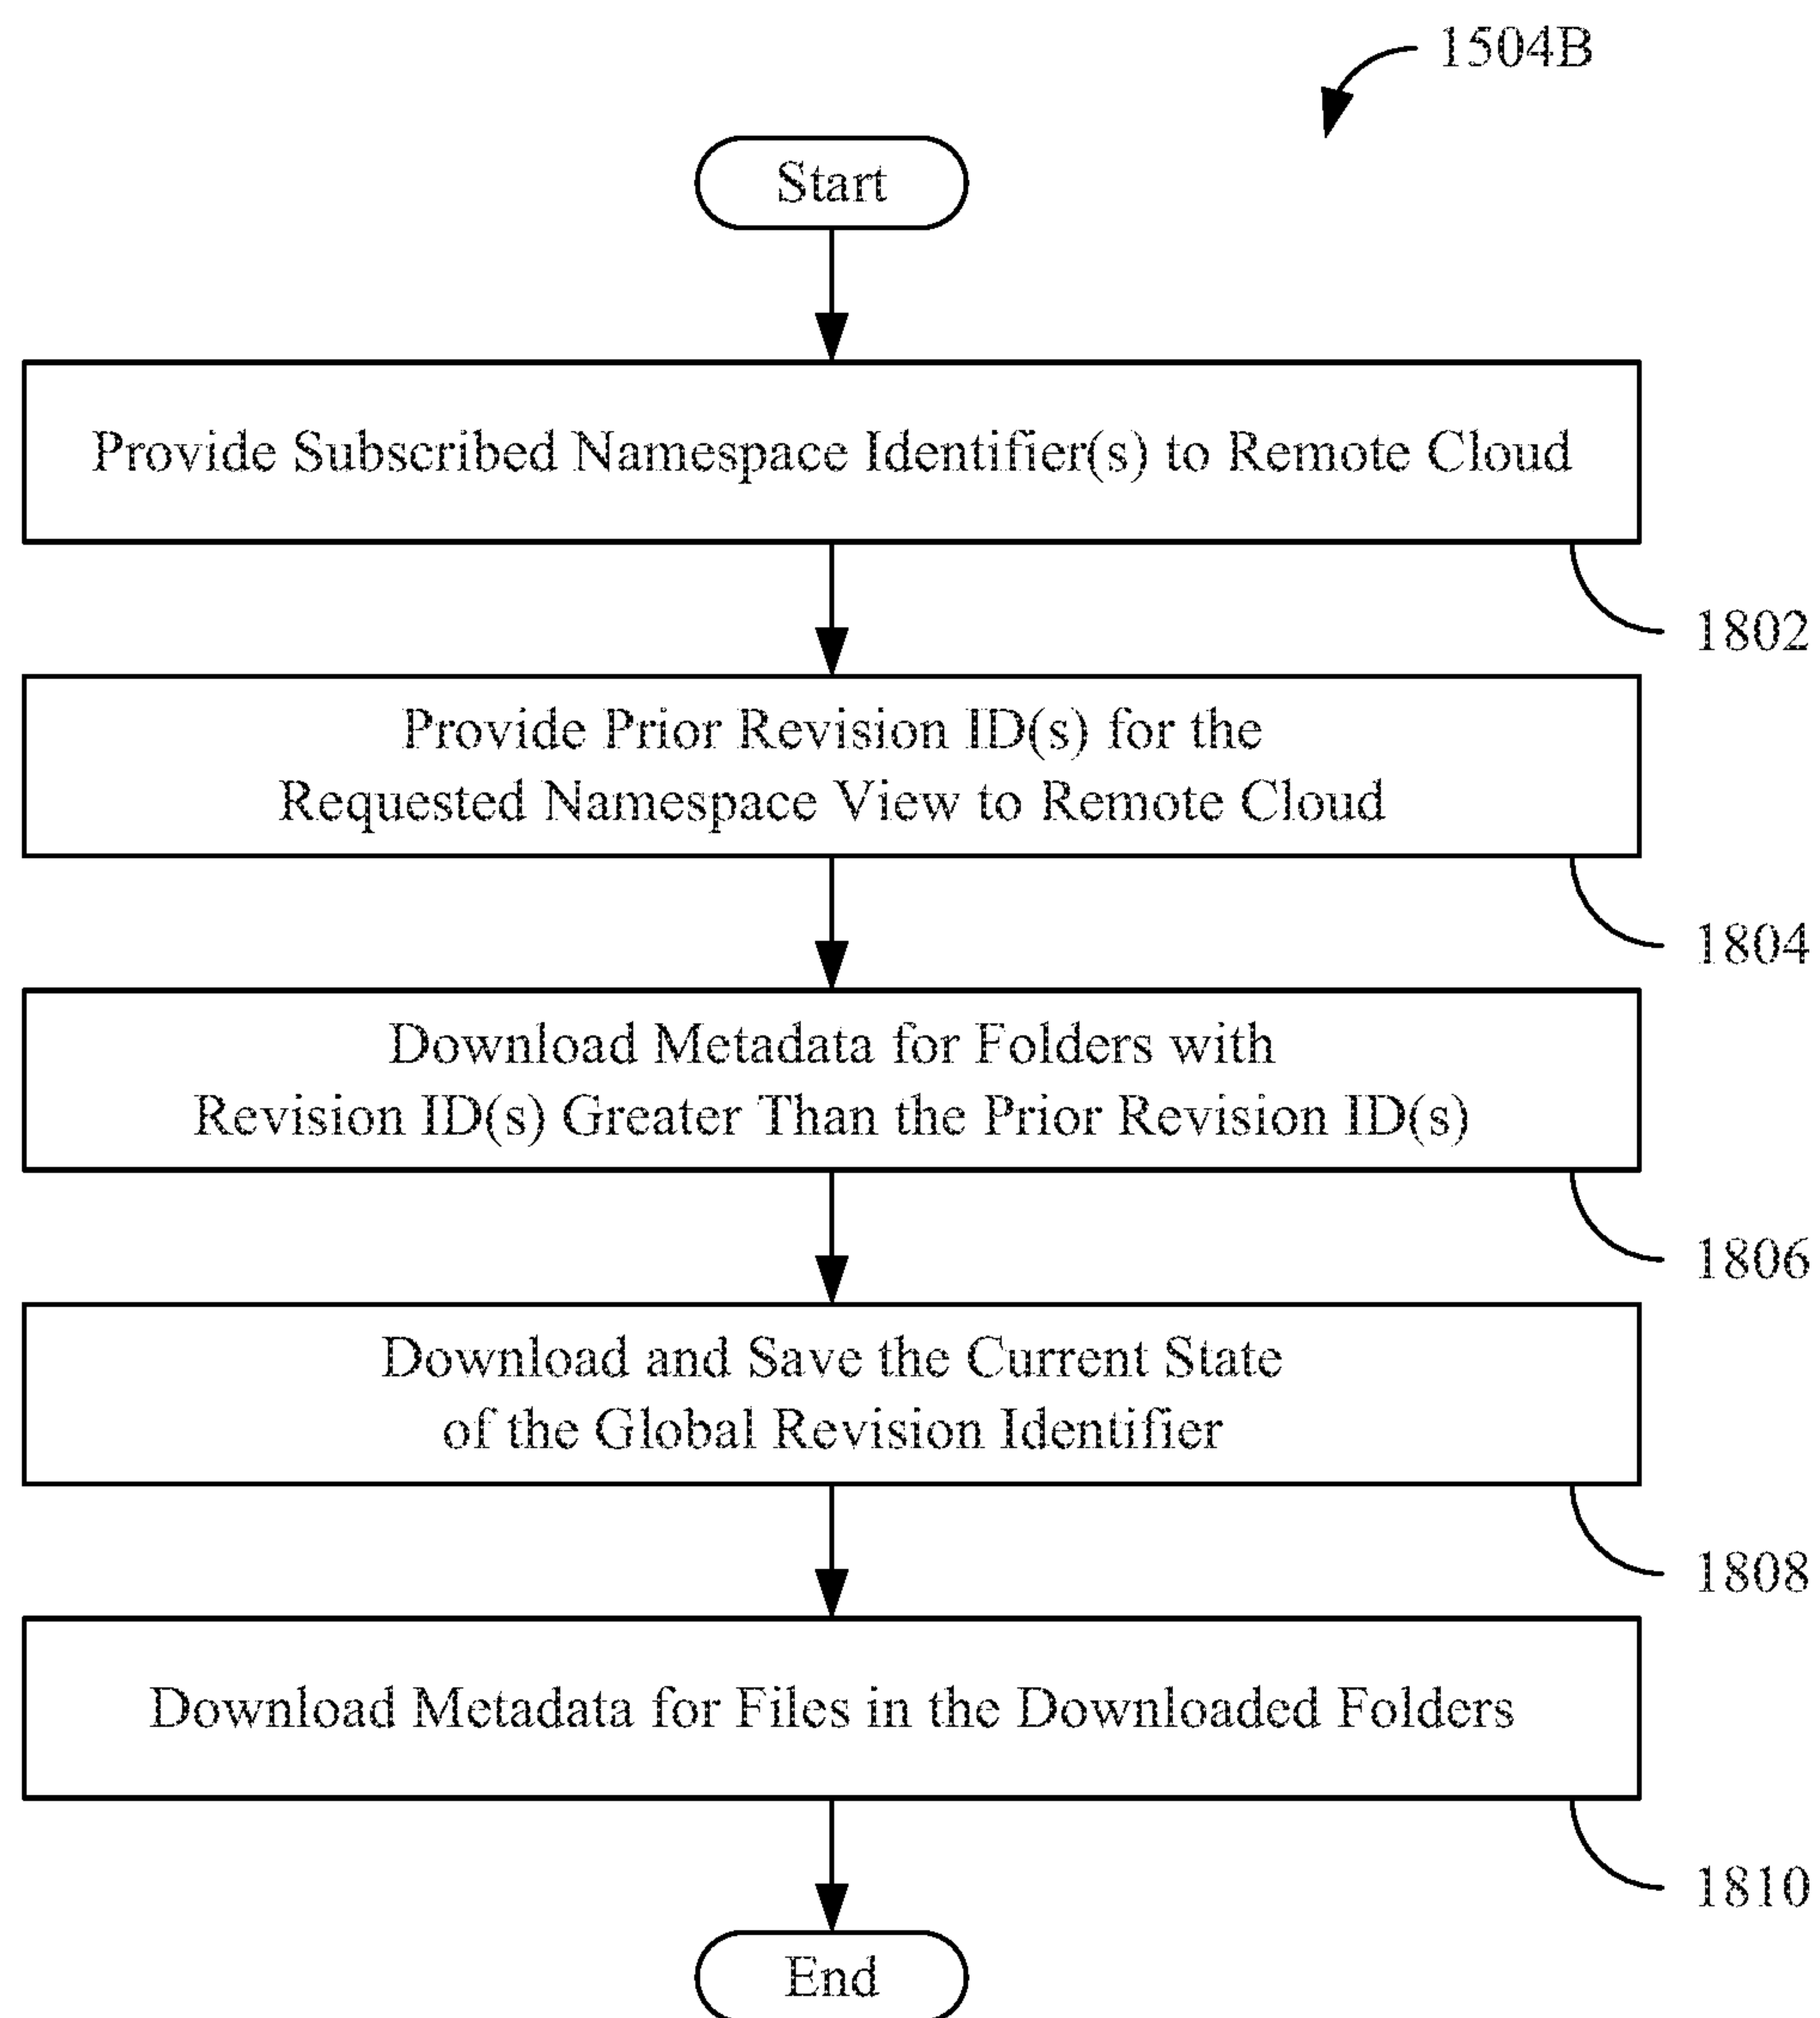 1504B
Start
Provide Subscribed Namespace Identifier(s) to Remote Cloud
1802
Provide Prior Revision ID(s) for the
Requested Namespace View to Remote Cloud
1804
Download Metadata for Folders with
Revision ID(s) Greater Than the Prior Revision ID(s)
1806
Download and Save the Current State
of the Global Revision Identifier
1808
Download Metadata for Files in the Downloaded Folders
1810
End